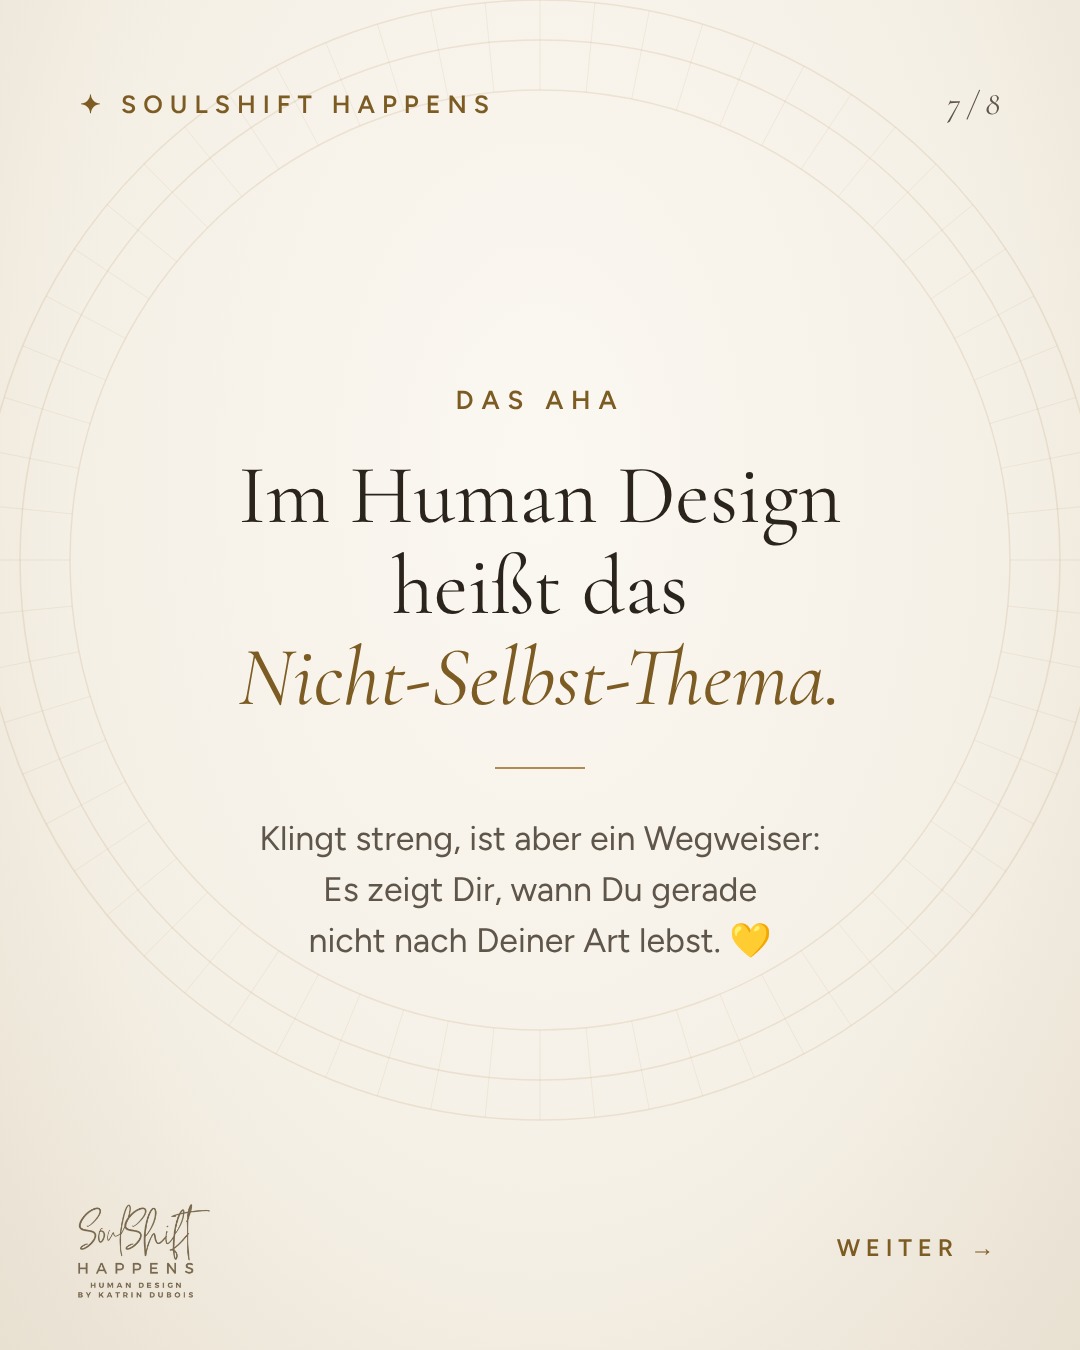 ✦ SOULSHIFT HAPPENS
7/8
DAS AHA
Im Human Design
heißt das
Nicht-Selbst-Thema.
Klingt streng, ist aber ein Wegweiser:
Es zeigt Dir, wann Du gerade
nicht nach Deiner Art lebst. 💛
SoulShift
HAPPENS
HUMAN DESIGN
BY KATRIN DUBOIS
WEITER →